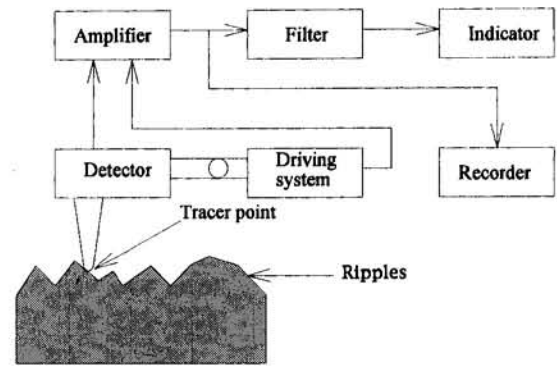 Amplifier
Filter
Indicator
Detector
Driving
system
Recorder
Tracer point
Ripples